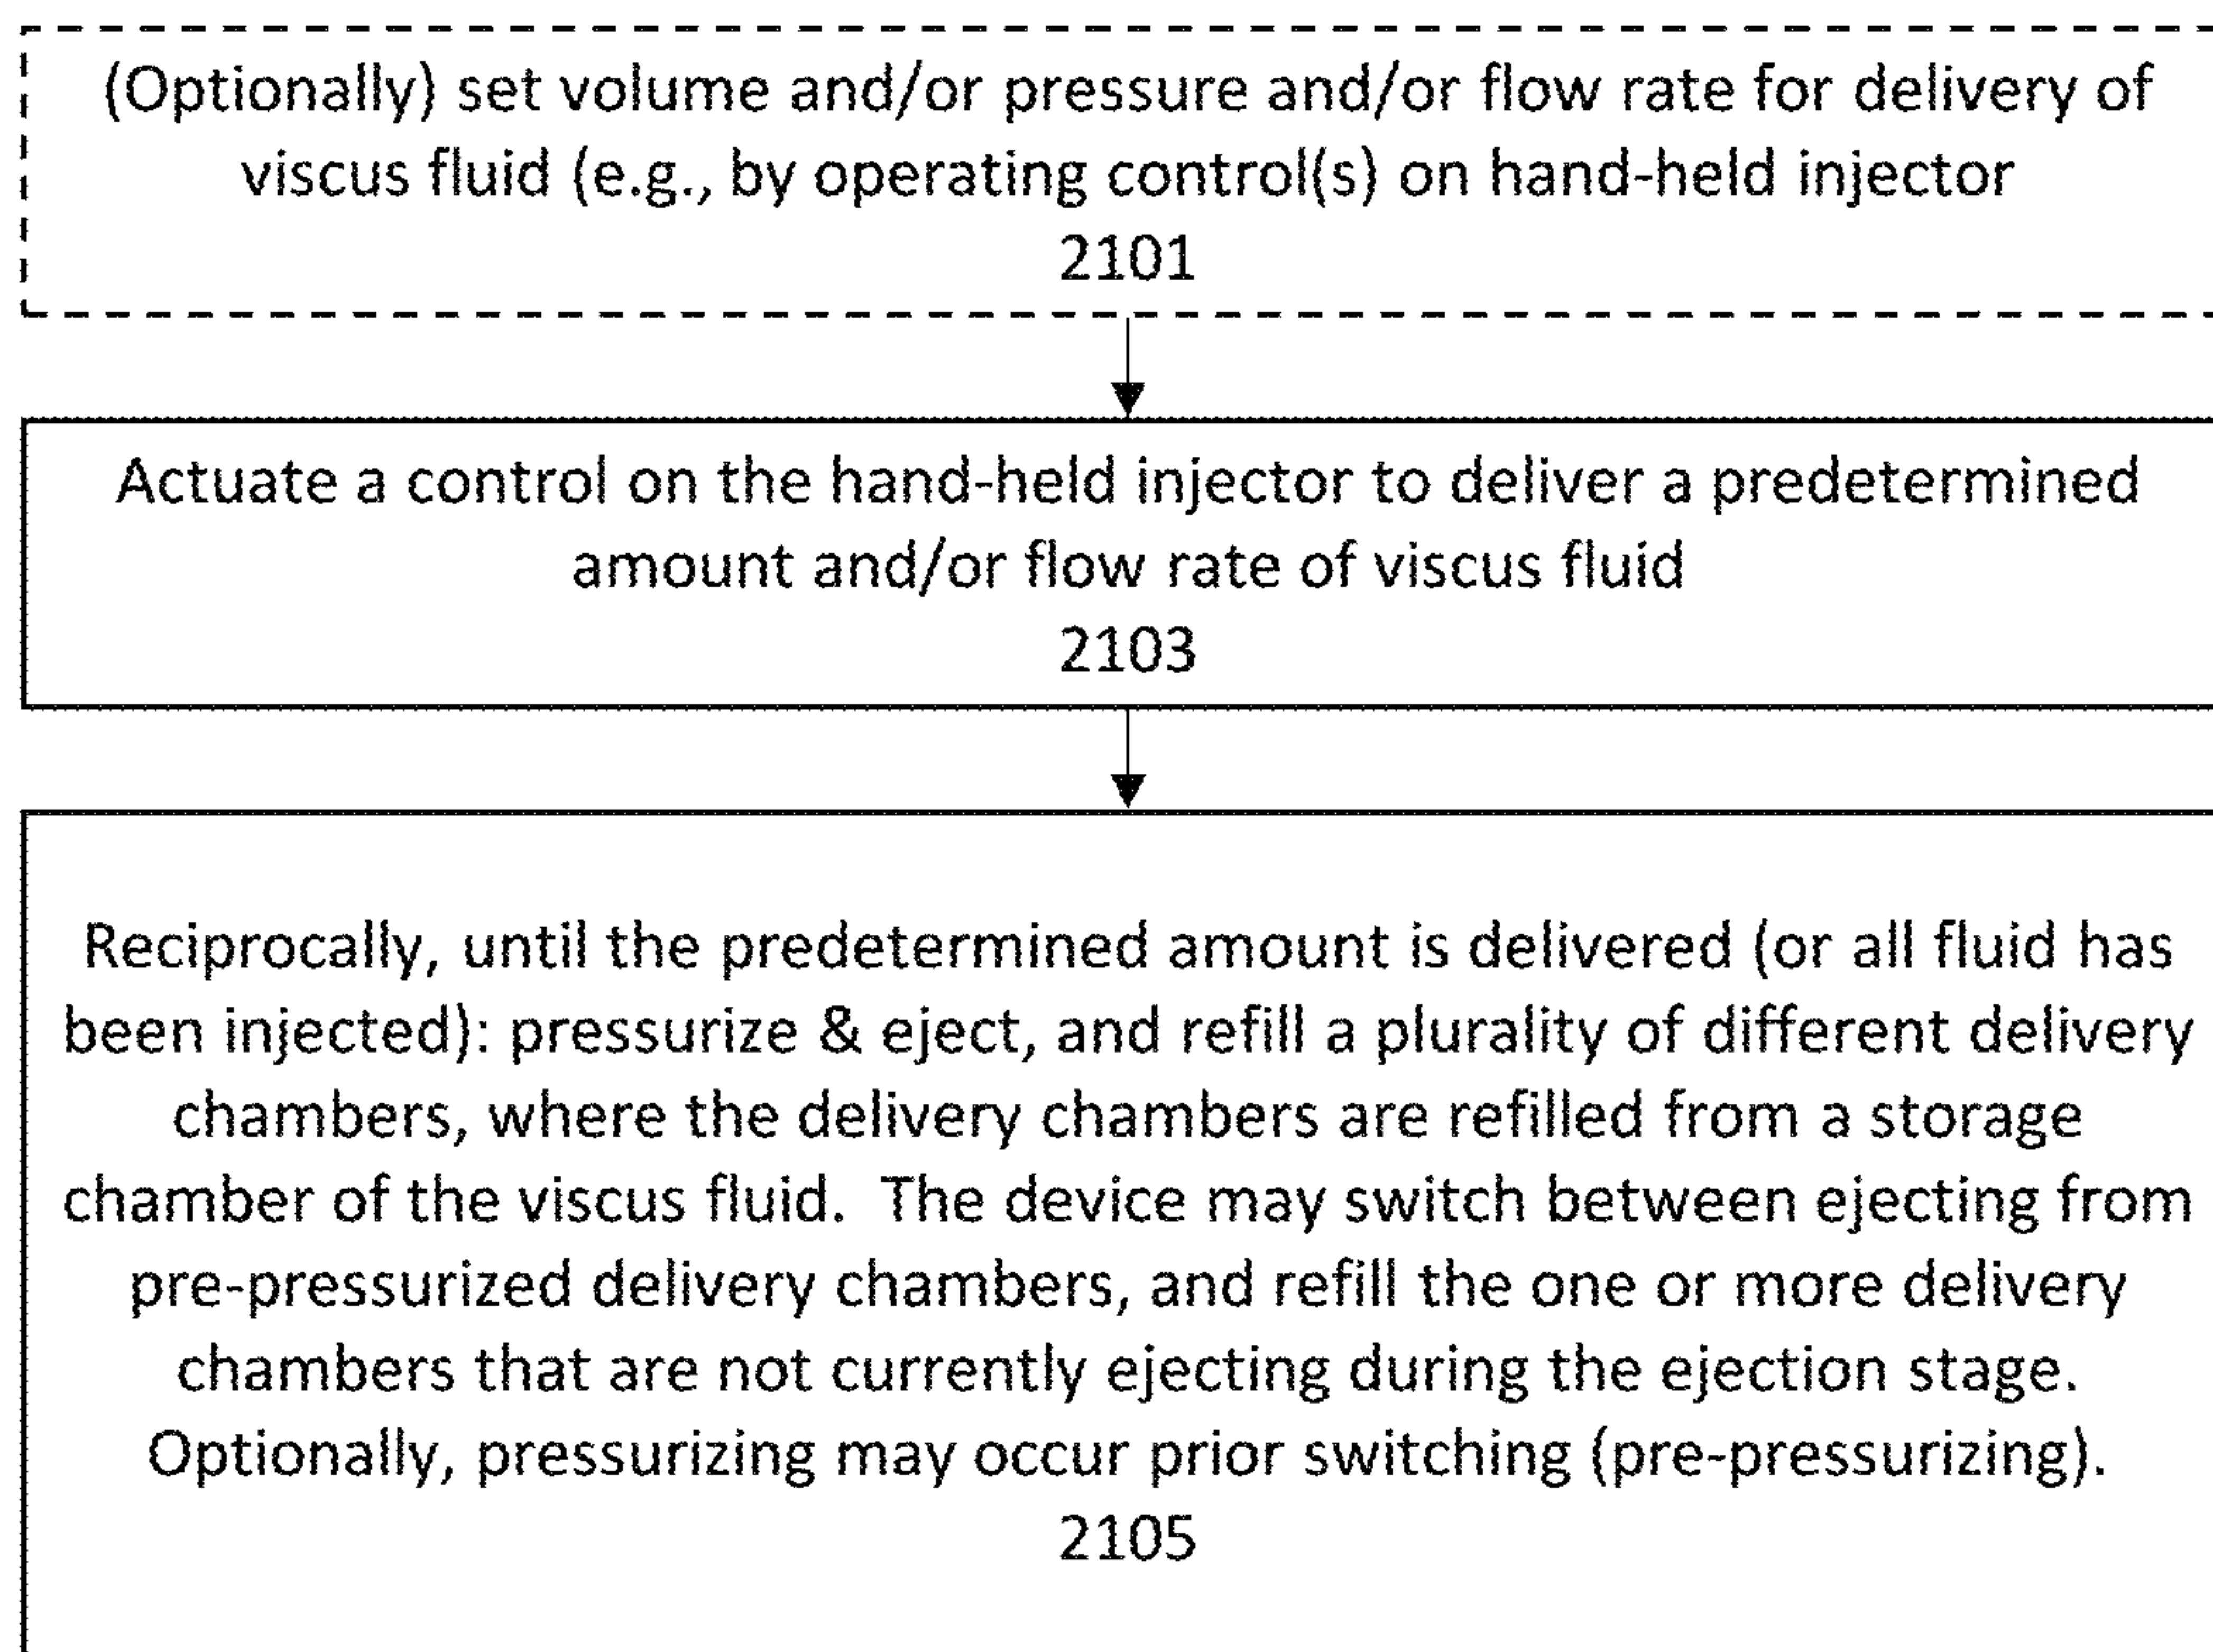 (Optionally) set volume and/or pressure and/or flow rate for delivery of
viscus fluid (e.g., by operating control(s) on hand-held injector
2101
Actuate a control on the hand-held injector to deliver a predetermined
amount and/or flow rate of viscus fluid
2103
Reciprocally, until the predetermined amount is delivered (or all fluid has
been injected): pressurize & eject, and refill a plurality of different delivery
chambers, where the delivery chambers are refilled from a storage
chamber of the viscus fluid. The device may switch between ejecting from
pre-pressurized delivery chambers, and refill the one or more delivery
chambers that are not currently ejecting during the ejection stage.
Optionally, pressurizing may occur prior switching (pre-pressurizing).
2105